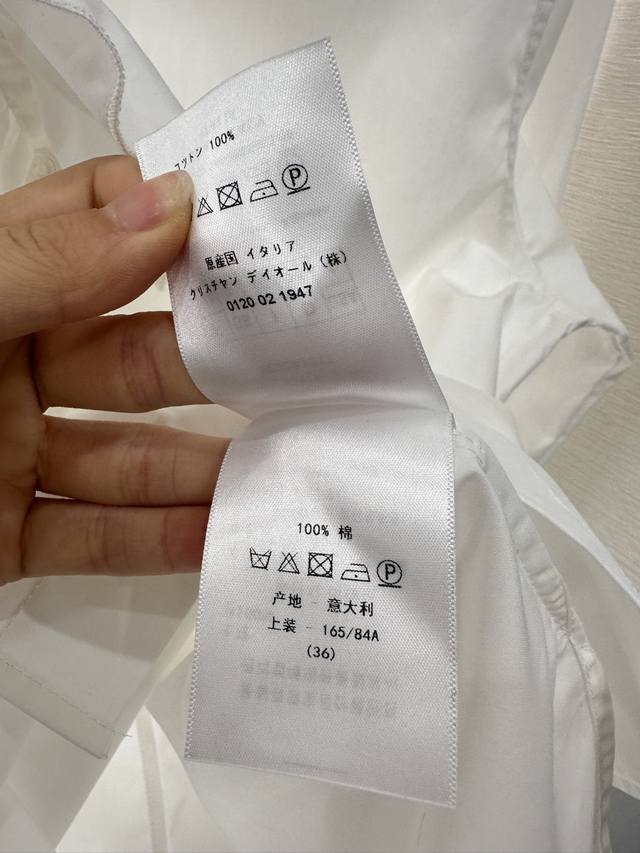 コットン 100%
原産国 イタリア
クリスチャン ディオール (株)
0120 02 1947
100% 棉
产地 - 意大利
上装 - 165/84A
(36)